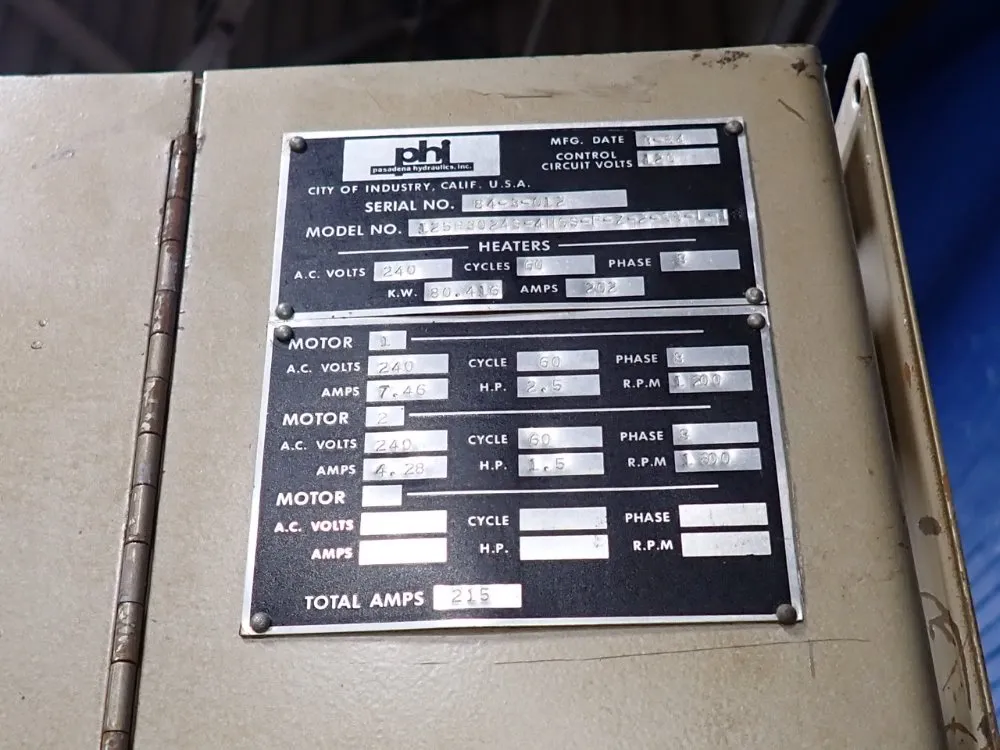 phi
pasadena hydraulics, inc.
MFG. DATE
CONTROL
CIRCUIT VOLTS
CITY OF INDUSTRY, CALIF. U.S.A.
SERIAL NO. 84-3-012
MODEL NO.
HEATERS
A.C. VOLTS 240 CYCLES 60 PHASE 3
K.W. 80.416 AMPS 202
MOTOR 1
A.C. VOLTS 240 CYCLE 60 PHASE 3
AMPS 7.46 H.P. 2.5 R.P.M 1200
MOTOR 2
A.C. VOLTS 240 CYCLE 60 PHASE 3
AMPS 4.28 H.P. 1.5 R.P.M
MOTOR
A.C. VOLTS CYCLE PHASE
AMPS H.P. R.P.M
TOTAL AMPS 215